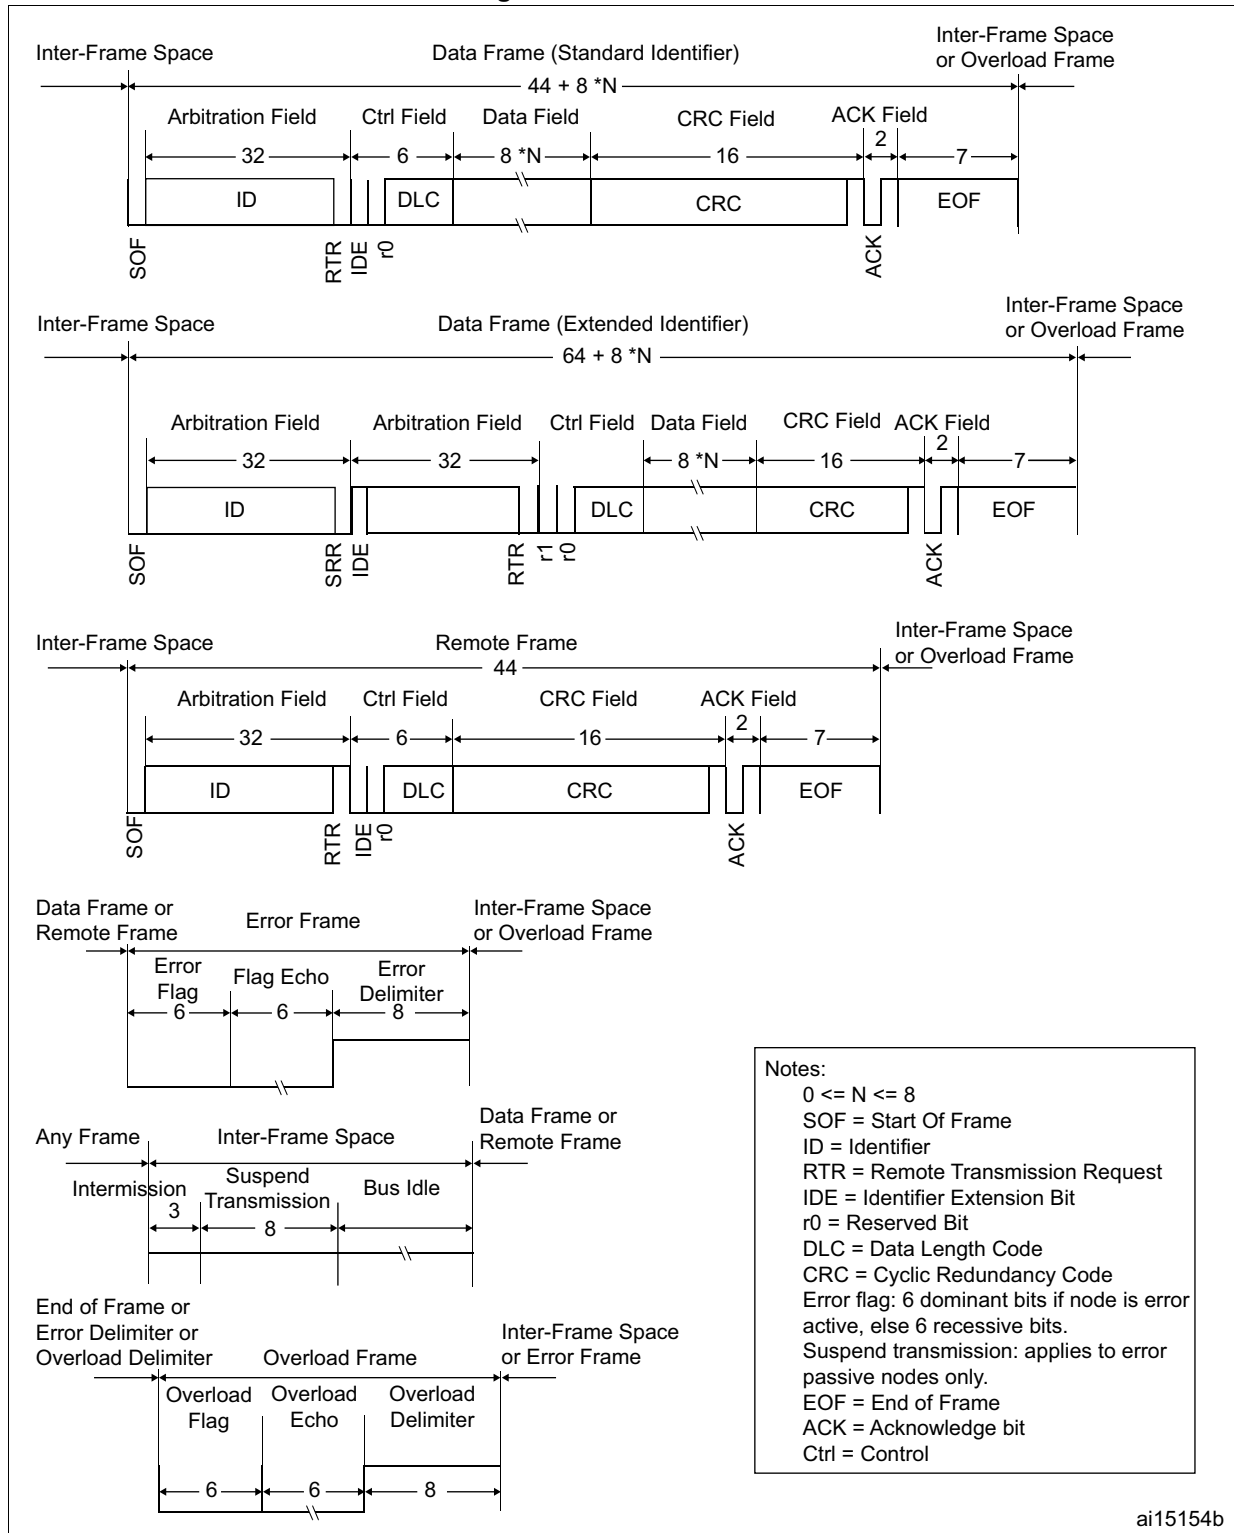 Inter-Frame Space
Data Frame (Standard Identifier)
Inter-Frame Space
or Overload Frame
44 + 8 *N
Arbitration Field
Ctrl Field
Data Field
CRC Field
ACK Field
32
6
8 *N
16
2
7
ID
DLC
CRC
EOF
SOF
RTR
IDE
r0
ACK
Inter-Frame Space
Data Frame (Extended Identifier)
Inter-Frame Space
or Overload Frame
64 + 8 *N
Arbitration Field
Arbitration Field
Ctrl Field
Data Field
CRC Field
ACK Field
32
32
8 *N
16
2
7
ID
DLC
CRC
EOF
SOF
SRR
IDE
RTR
r1
r0
ACK
Inter-Frame Space
Remote Frame
Inter-Frame Space
or Overload Frame
44
Arbitration Field
Ctrl Field
CRC Field
ACK Field
32
6
16
2
7
ID
DLC
CRC
EOF
SOF
RTR
IDE
r0
ACK
Data Frame or
Remote Frame
Error Frame
Inter-Frame Space
or Overload Frame
Error
Flag
Flag Echo
Error
Delimiter
6
6
8
Any Frame
Inter-Frame Space
Data Frame or
Remote Frame
Intermission
Suspend
Transmission
Bus Idle
3
8
End of Frame or
Error Delimiter or
Overload Delimiter
Overload Frame
Inter-Frame Space
or Error Frame
Overload
Flag
Overload
Echo
Overload
Delimiter
6
6
8
Notes:
0 <= N <= 8
SOF = Start Of Frame
ID = Identifier
RTR = Remote Transmission Request
IDE = Identifier Extension Bit
r0 = Reserved Bit
DLC = Data Length Code
CRC = Cyclic Redundancy Code
Error flag: 6 dominant bits if node is error
active, else 6 recessive bits.
Suspend transmission: applies to error
passive nodes only.
EOF = End of Frame
ACK = Acknowledge bit
Ctrl = Control
ai15154b